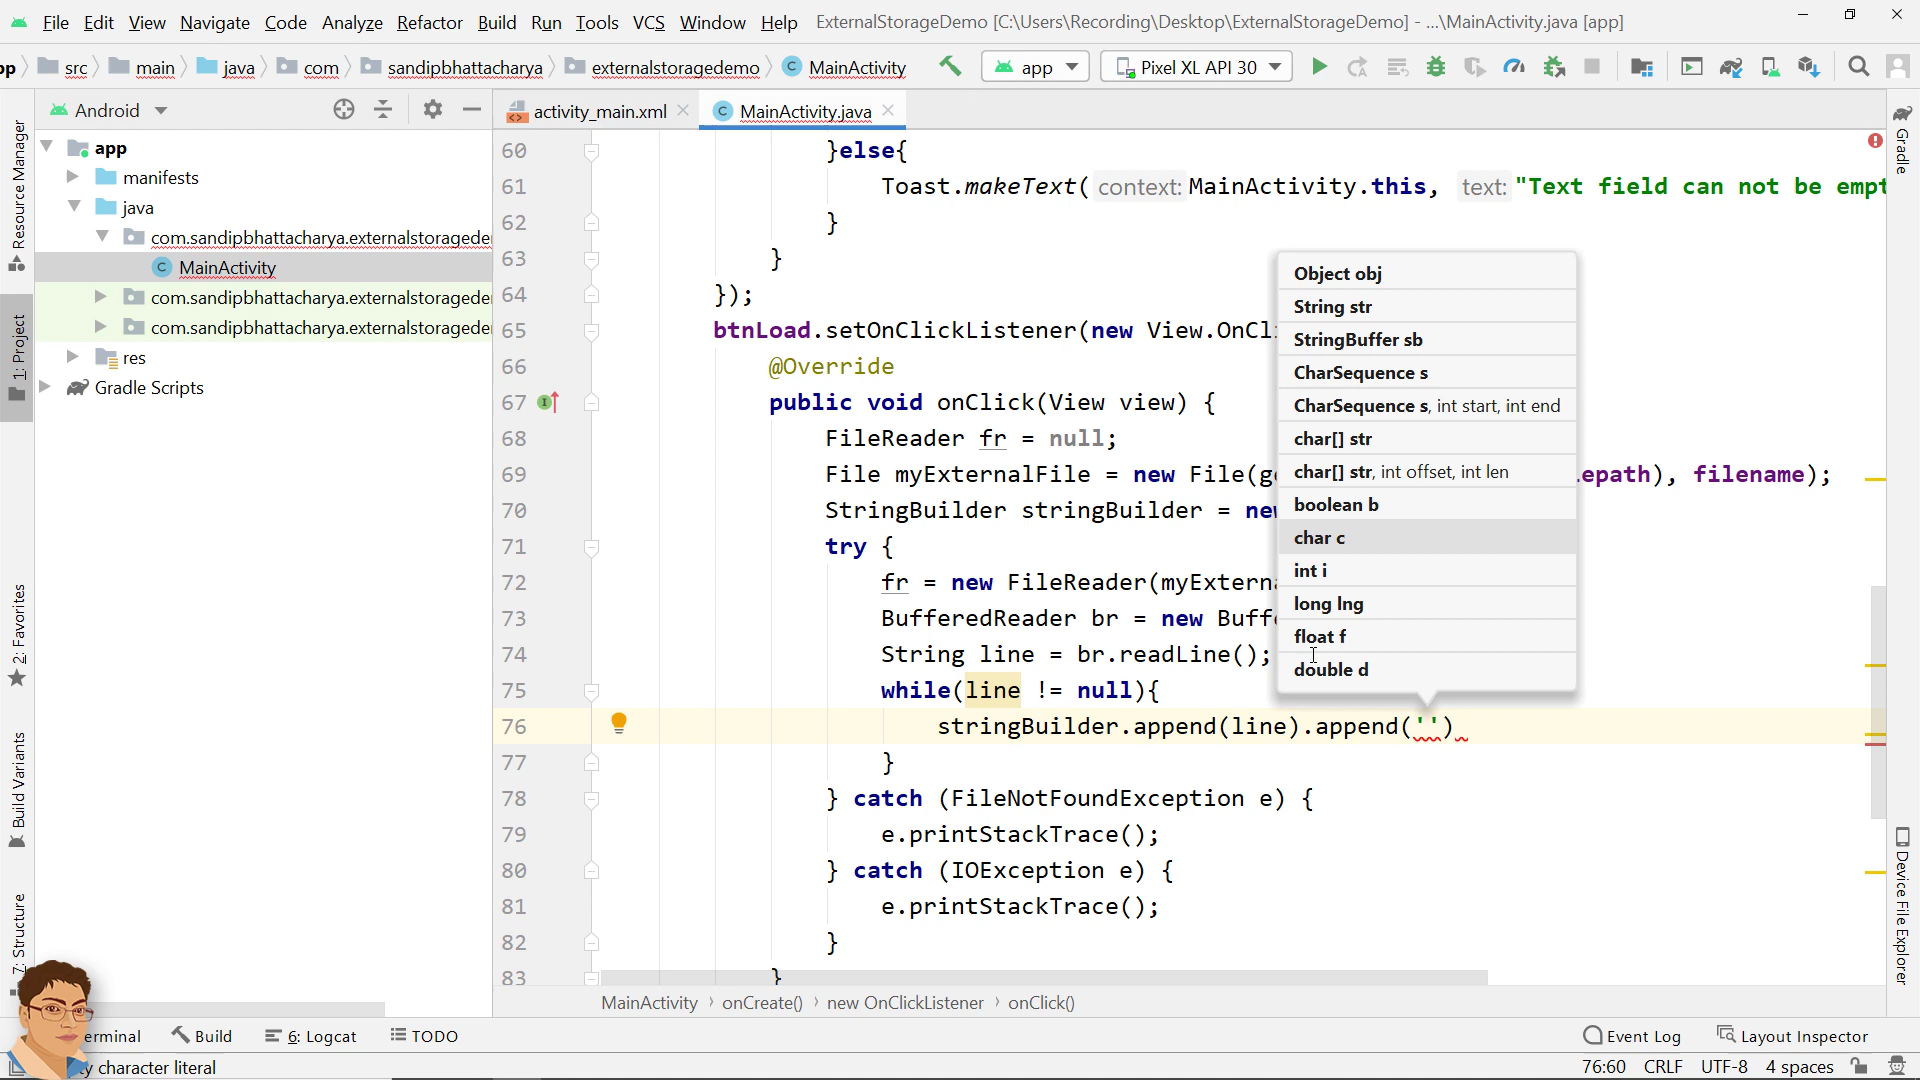 File Edit View Navigate Code Analyze Refactor Build Run Tools VCS Window Help ExternalStorageDemo [C:\Users\Recording\Desktop\ExternalStorageDemo] - ...\MainActivity.java [app]
pp src main java com sandipbhattacharya externalstoragedemo MainActivity app Pixel XL API 30
Android activity_main.xml MainActivity.java
app
manifests
java
com.sandipbhattacharya.externalstoragede
MainActivity
com.sandipbhattacharya.externalstoragede
com.sandipbhattacharya.externalstoragede
res
Gradle Scripts
Resource Manager
1: Project
2: Favorites
Build Variants
7: Structure
60 }else{
61 Toast.makeText( context: MainActivity.this, text: "Text field can not be empt
62 }
63 }
64 });
65 btnLoad.setOnClickListener(new View.OnCl
66 @Override
67 public void onClick(View view) {
68 FileReader fr = null;
69 File myExternalFile = new File(g epath), filename);
70 StringBuilder stringBuilder = new
71 try {
72 fr = new FileReader(myExterna
73 BufferedReader br = new Buff
74 String line = br.readLine();
75 while(line != null){
76 stringBuilder.append(line).append('')
77 }
78 } catch (FileNotFoundException e) {
79 e.printStackTrace();
80 } catch (IOException e) {
81 e.printStackTrace();
82 }
83 }
Object obj
String str
StringBuffer sb
CharSequence s
CharSequence s, int start, int end
char[] str
char[] str, int offset, int len
boolean b
char c
int i
long lng
float f
double d
Gradle
Device File Explorer
MainActivity onCreate() new OnClickListener onClick()
erminal Build 6: Logcat TODO Event Log Layout Inspector
y character literal 76:60 CRLF UTF-8 4 spaces